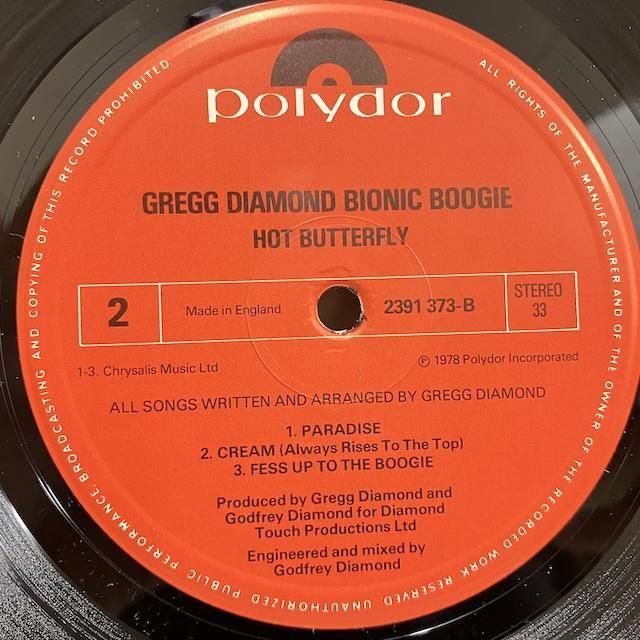 polydor
GREGG DIAMOND BIONIC BOOGIE
HOT BUTTERFLY
2
Made in England
2391 373-B
STEREO
33
1-3. Chrysalis Music Ltd
℗ 1978 Polydor Incorporated
ALL SONGS WRITTEN AND ARRANGED BY GREGG DIAMOND
1. PARADISE
2. CREAM (Always Rises To The Top)
3. FESS UP TO THE BOOGIE
Produced by Gregg Diamond and
Godfrey Diamond for Diamond
Touch Productions Ltd
Engineered and mixed by
Godfrey Diamond
ALL RIGHTS OF THE MANUFACTURER AND OF THE OWNER OF THE RECORDED WORK RESERVED. UNAUTHORIZED PUBLIC PERFORMANCE, BROADCASTING AND COPYING OF THIS RECORD PROHIBITED.